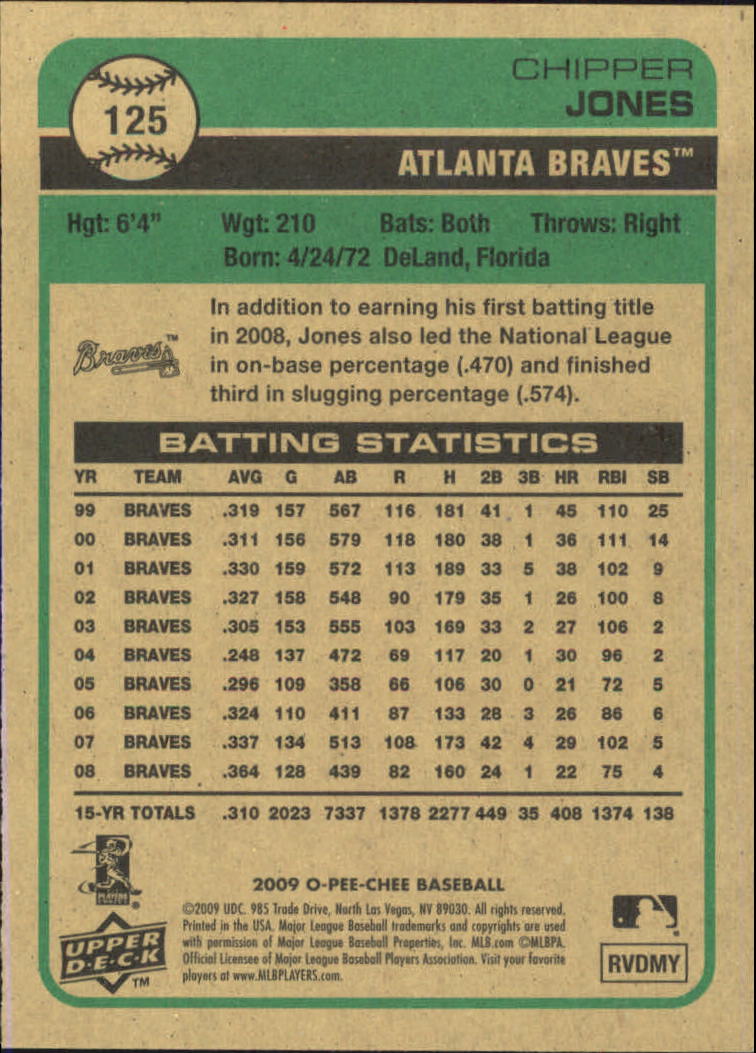 125
CHIPPER
JONES
ATLANTA BRAVES™
Hgt: 6'4" Wgt: 210 Bats: Both Throws: Right
Born: 4/24/72 DeLand, Florida
Braves™
In addition to earning his first batting title
in 2008, Jones also led the National League
in on-base percentage (.470) and finished
third in slugging percentage (.574).
BATTING STATISTICS
YR TEAM AVG G AB R H 2B 3B HR RBI SB
99 BRAVES .319 157 567 116 181 41 1 45 110 25
00 BRAVES .311 156 579 118 180 38 1 36 111 14
01 BRAVES .330 159 572 113 189 33 5 38 102 9
02 BRAVES .327 158 548 90 179 35 1 26 100 8
03 BRAVES .305 153 555 103 169 33 2 27 106 2
04 BRAVES .248 137 472 69 117 20 1 30 96 2
05 BRAVES .296 109 358 66 106 30 0 21 72 5
06 BRAVES .324 110 411 87 133 28 3 26 86 6
07 BRAVES .337 134 513 108 173 42 4 29 102 5
08 BRAVES .364 128 439 82 160 24 1 22 75 4
15-YR TOTALS .310 2023 7337 1378 2277 449 35 408 1374 138
2009 O-PEE-CHEE BASEBALL
©2009 UDC. 985 Trade Drive, North Las Vegas, NV 89030. All rights reserved.
Printed in the USA. Major League Baseball trademarks and copyrights are used
with permission of Major League Baseball Properties, Inc. MLB.com ©MLBPA.
Official Licensee of Major League Baseball Players Association. Visit your favorite
players at www.MLBPLAYERS.com.
UPPER
D·E·C·K
™
RVDMY